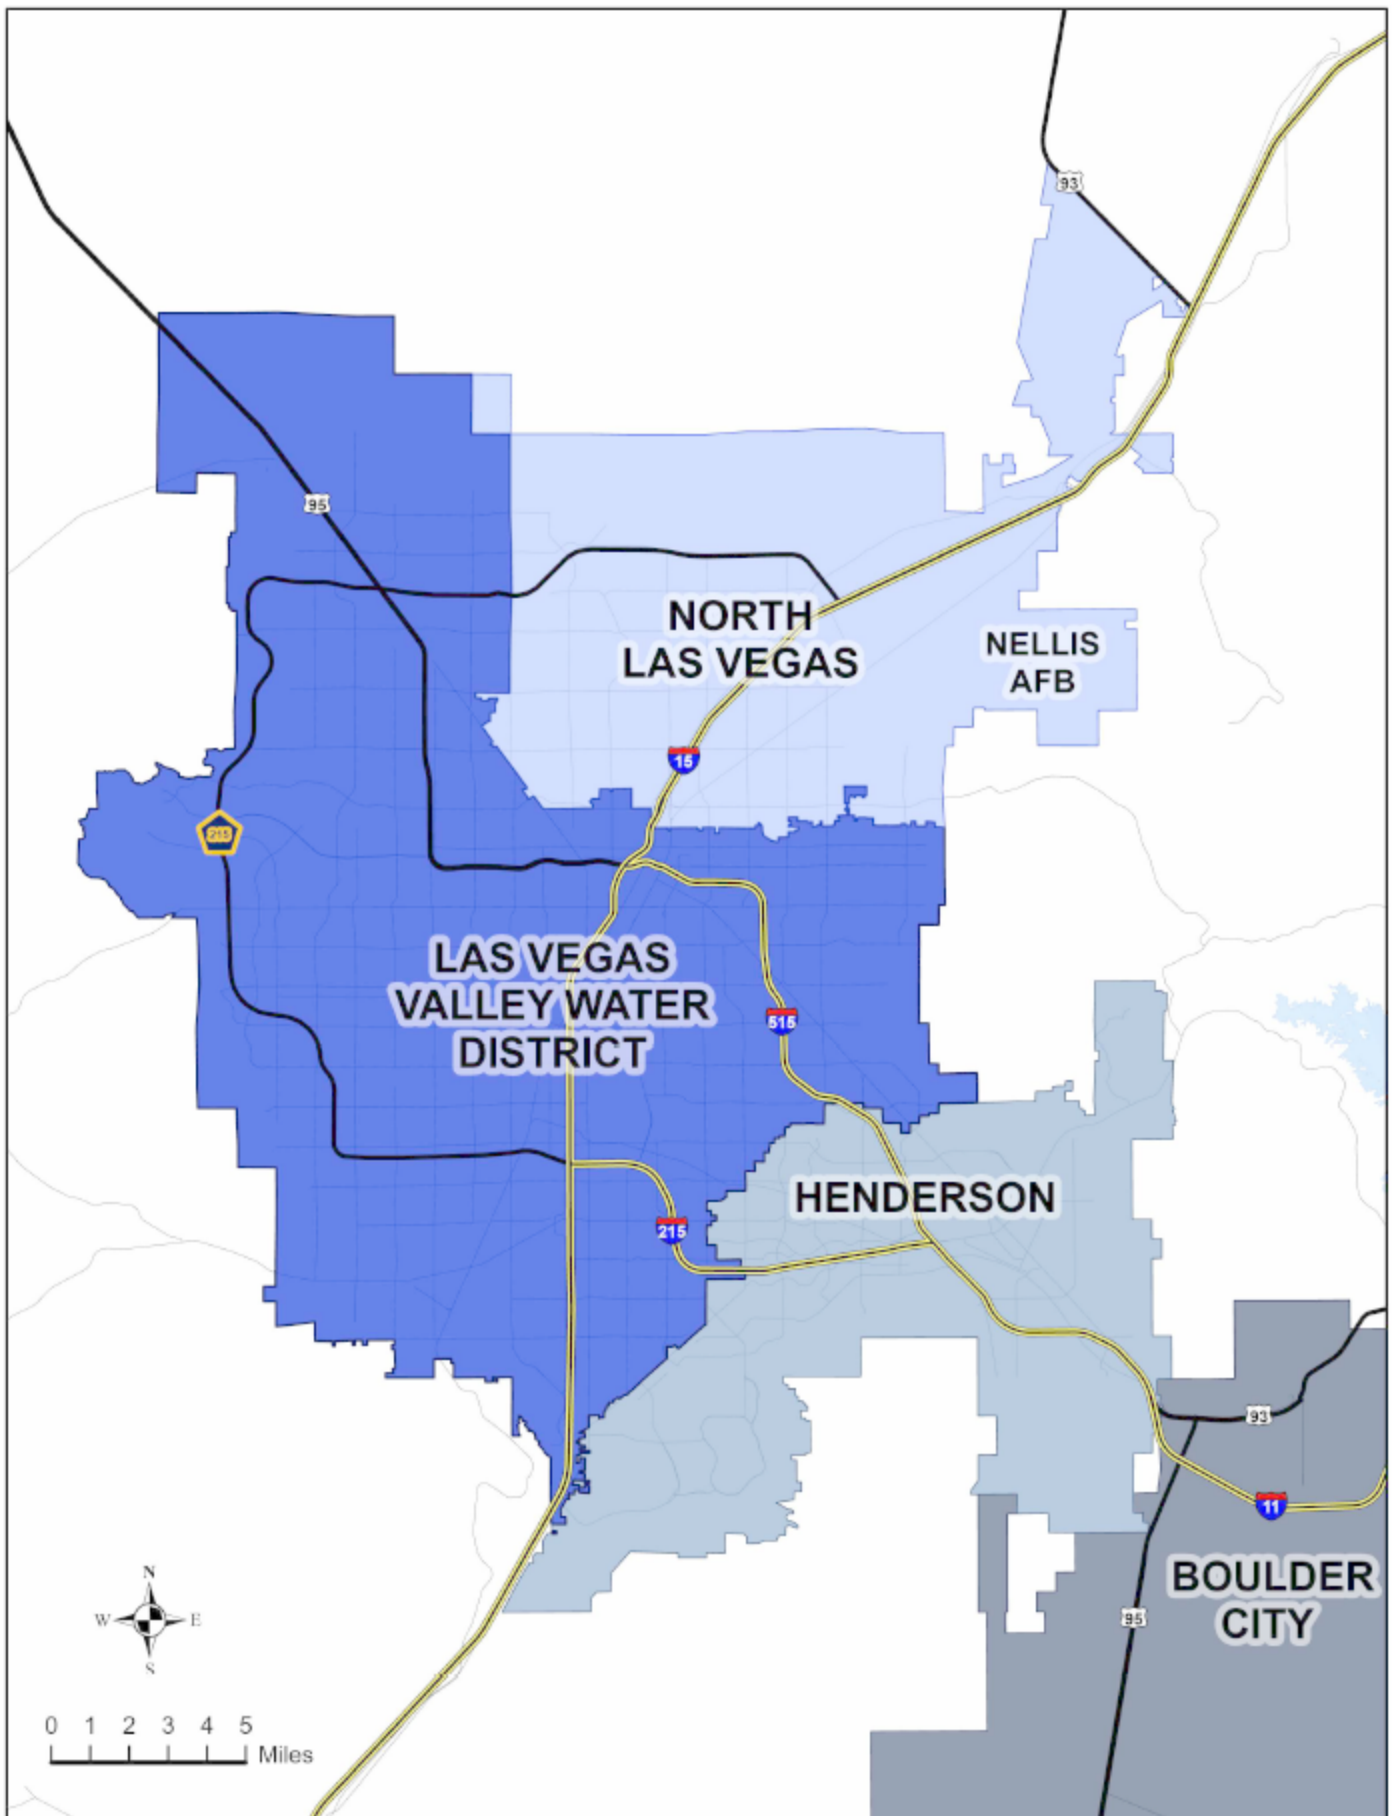 93
95
NORTH
LAS VEGAS
NELLIS
AFB
15
215
LAS VEGAS
VALLEY WATER
DISTRICT
515
HENDERSON
215
93
11
BOULDER
CITY
95
N
W E
S
0 1 2 3 4 5
Miles